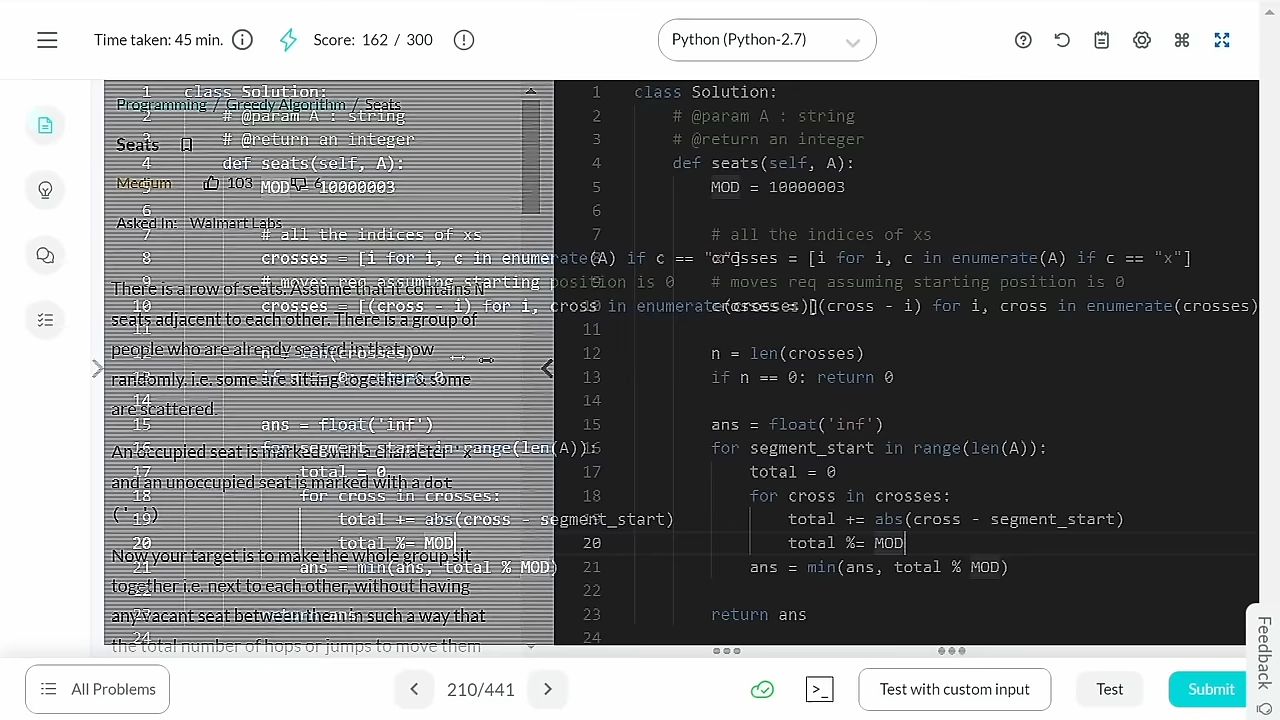 Time taken: 45 min.
Score: 162 / 300
Python (Python-2.7)
Programming / Greedy Algorithm / Seats
Seats
Medium
103
Asked In: Walmart Labs
There is a row of seats. Assume that it contains N
seats adjacent to each other. There is a group of
people who are already seated in that row
randomly. i.e. some are sitting together & some
are scattered.
An occupied seat is marked with a character 'x'
and an unoccupied seat is marked with a dot
('.')
Now your target is to make the whole group sit
together i.e. next to each other, without having
any vacant seat between them in such a way that
the total number of hops or jumps to move them
1 class Solution:
2 # @param A : string
3 # @return an integer
4 def seats(self, A):
5 MOD = 10000003
6
7 # all the indices of xs
8 crosses = [i for i, c in enumerate(A) if c == "x"]
9 # moves req assuming starting position is 0
10 crosses = [(cross - i) for i, cross in enumerate(crosses)]
11
12 n = len(crosses)
13 if n == 0: return 0
14
15 ans = float('inf')
16 for segment_start in range(len(A)):
17 total = 0
18 for cross in crosses:
19 total += abs(cross - segment_start)
20 total %= MOD
21 ans = min(ans, total % MOD)
22
23 return ans
24
Feedback
All Problems
210/441
>_
Test with custom input
Test
Submit